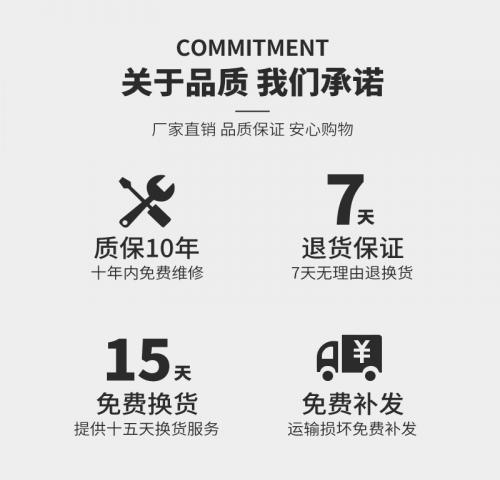 COMMITMENT
关于品质 我们承诺
厂家直销 品质保证 安心购物
7天
质保10年
退货保证
十年内免费维修
7天无理由退换货
15天
¥
免费换货
免费补发
提供十五天换货服务
运输损坏免费补发